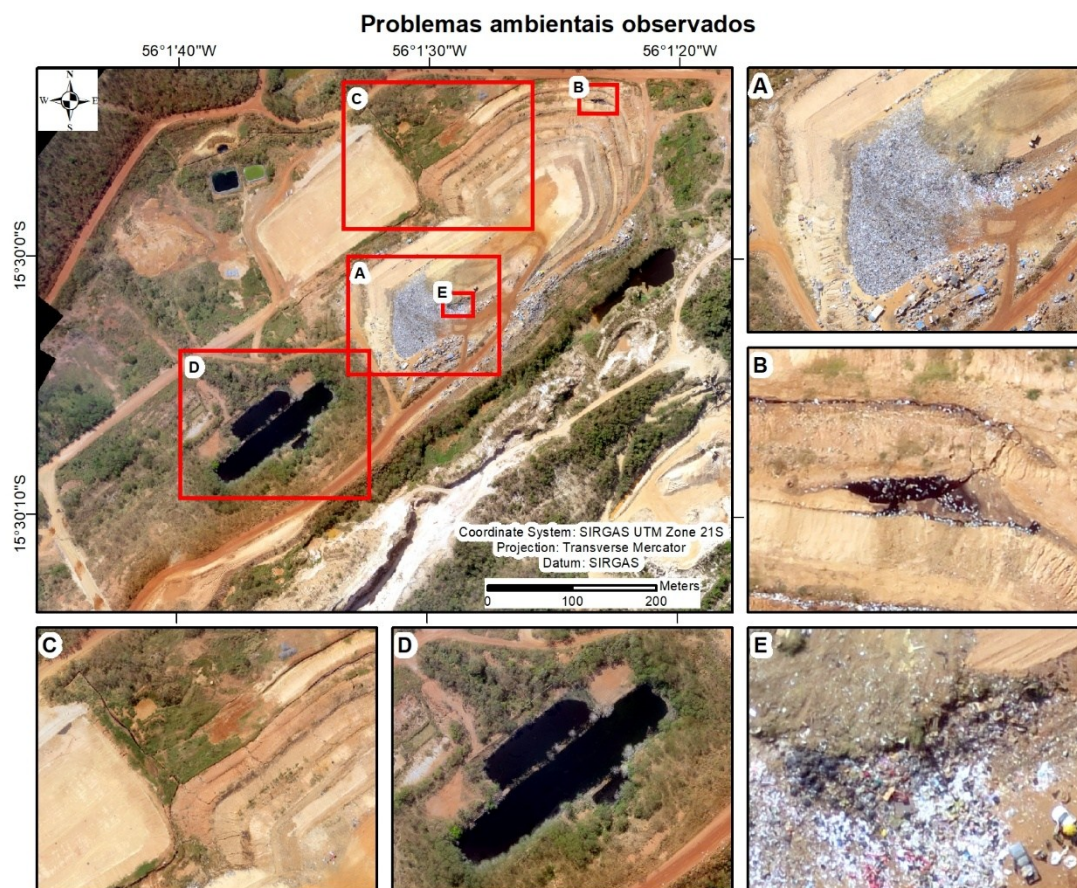 Problemas ambientais observados
56°1'40"W
56°1'30"W
56°1'20"W
N
W
E
S
C
B
A
E
D
15°30'0"S
15°30'10"S
Coordinate System: SIRGAS UTM Zone 21S
Projection: Transverse Mercator
Datum: SIRGAS
Meters
0
100
200
A
B
C
D
E